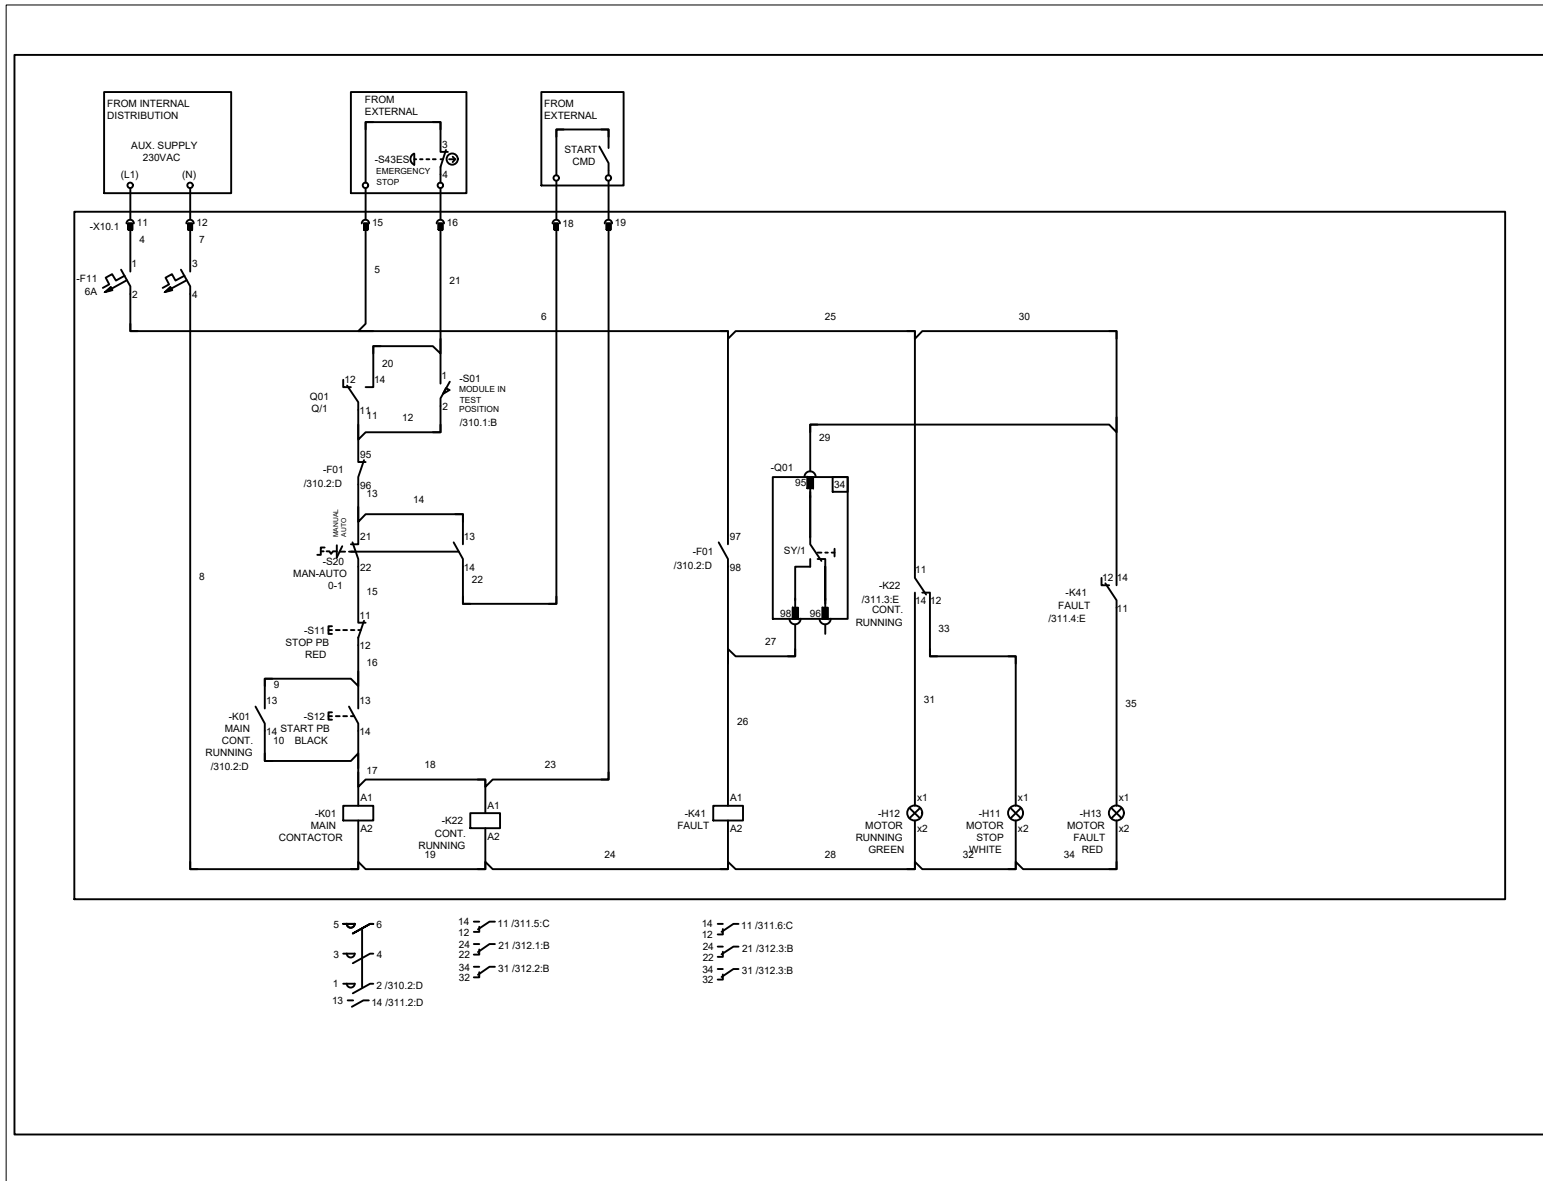 FROM INTERNAL
DISTRIBUTION
AUX. SUPPLY
230VAC
(L1)
(N)
FROM
EXTERNAL
3
-S43ES
EMERGENCY
STOP
4
FROM
EXTERNAL
START
CMD
-X10.1
11
12
15
16
18
19
4
7
5
21
-F11
6A
1
2
3
4
6
25
30
20
12
14
Q01
Q/1
11
11
12
1
2
-S01
MODULE IN
TEST
POSITION
/310.1:B
95
-F01
/310.2:D
96
13
14
MANUAL
AUTO
21
-S20
22
MAN-AUTO
0-1
13
14
22
8
15
11
-S11
STOP PB
RED
12
16
9
13
-K01
MAIN
CONT.
RUNNING
/310.2:D
14
10
13
-S12
START PB
BLACK
14
17
18
23
A1
-K01
MAIN
CONTACTOR
A2
A1
-K22
CONT.
RUNNING
A2
19
24
97
-F01
/310.2:D
98
29
-Q01
95
34
SY/1
98
96
27
26
A1
-K41
FAULT
A2
11
-K22
/311.3:E
CONT.
RUNNING
14
12
33
31
12
14
-K41
FAULT
/311.4:E
11
35
x1
-H12
MOTOR
RUNNING
GREEN
x2
x1
-H11
MOTOR
STOP
WHITE
x2
x1
-H13
MOTOR
FAULT
RED
x2
28
32
34
5 6
3 4
1 2 /310.2:D
13 14 /311.2:D
14 11 /311.5:C
12
24 21 /312.1:B
22
34 31 /312.2:B
32
14 11 /311.6:C
12
24 21 /312.3:B
22
34 31 /312.3:B
32